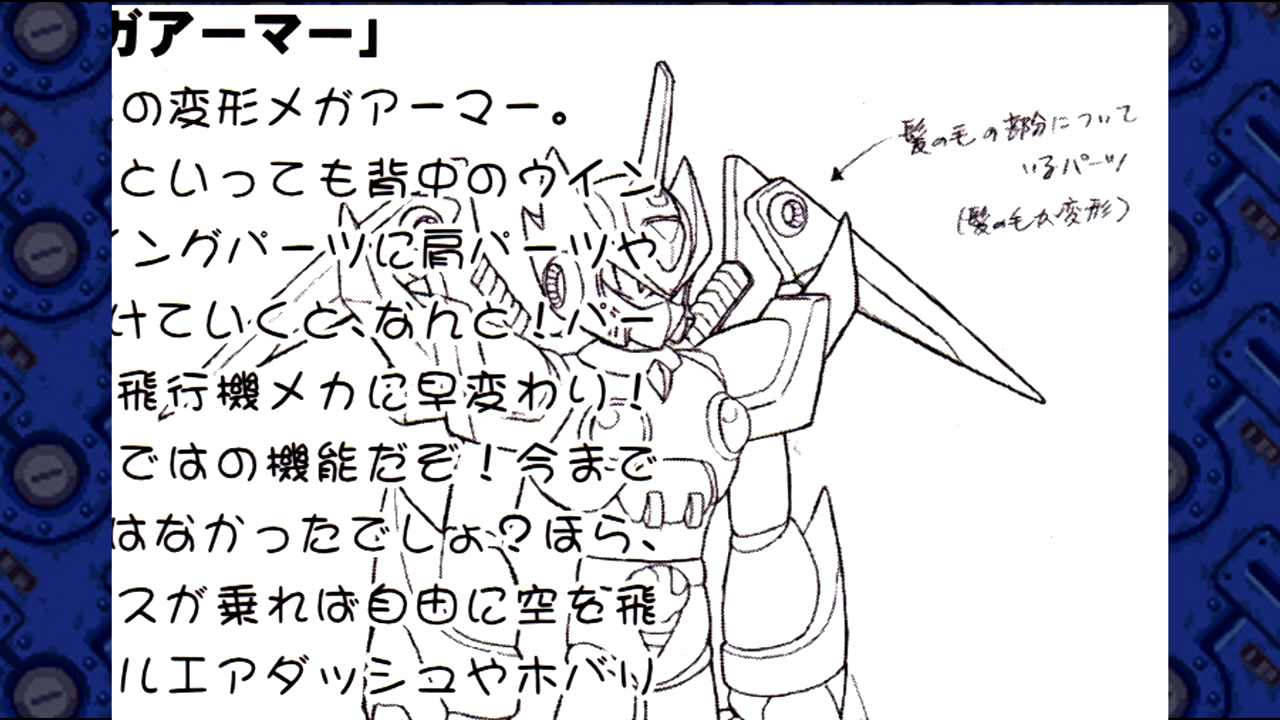 ガアーマー」
の変形メガアーマー。
といっても背中のウイン
イングパーツに肩パーツや
けていくと、なんと！パー
飛行機メカに早変わり！
ではの機能だぞ！今まで
はなかったでしょ？ほら、
スが乗れば自由に空を飛
ルエアダッシュやホバリ
髪の毛の部分について
いるパーツ
(髪の毛が変形)
N